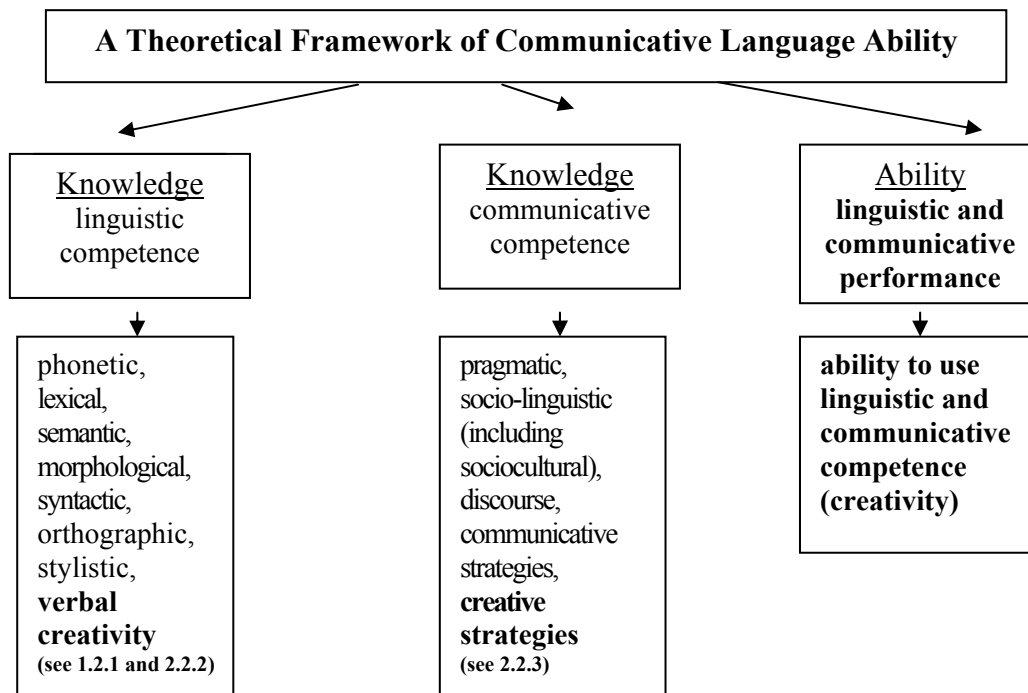 A Theoretical Framework of Communicative Language Ability
Knowledge
linguistic
competence
Knowledge
communicative
competence
Ability
linguistic and
communicative
performance
phonetic,
lexical,
semantic,
morphological,
syntactic,
orthographic,
stylistic,
verbal
creativity
(see 1.2.1 and 2.2.2)
pragmatic,
socio-linguistic
(including
sociocultural),
discourse,
communicative
strategies,
creative
strategies
(see 2.2.3)
ability to use
linguistic and
communicative
competence
(creativity)